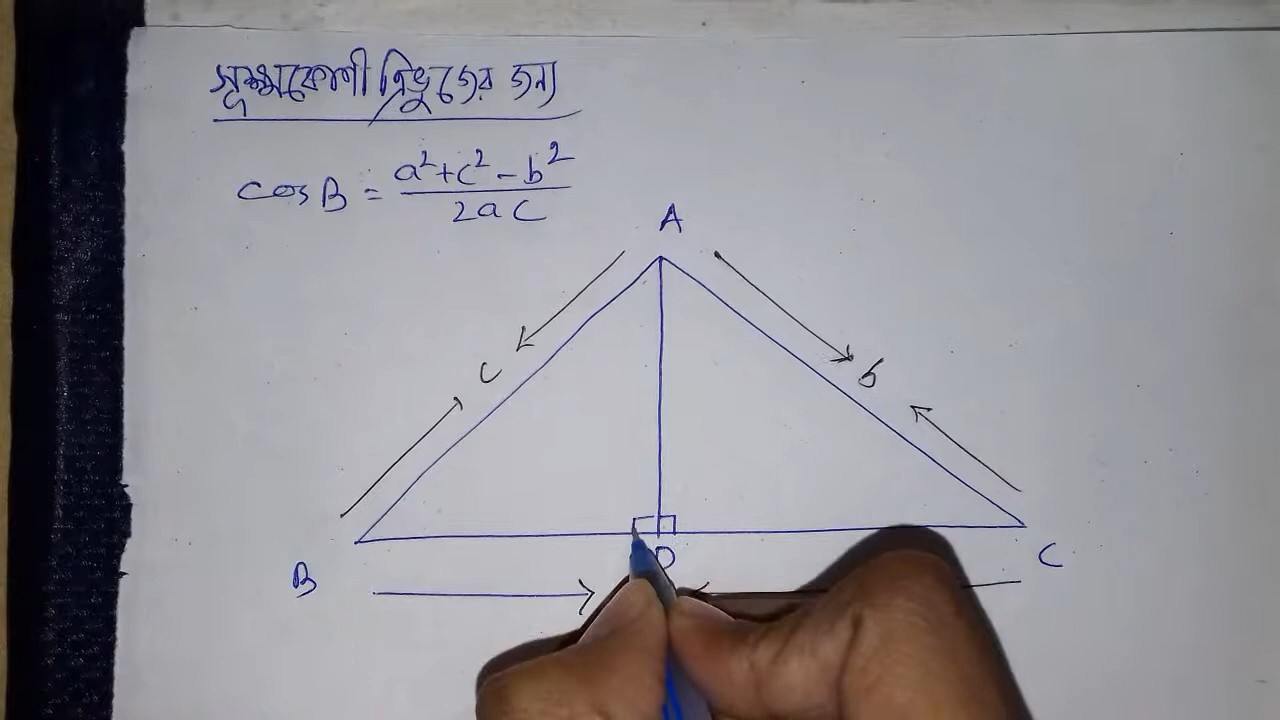 সূক্ষ্মকোণী ত্রিভুজের জন্য
cos B = a²+c²-b² / 2ac
A
c
b
D
B
C